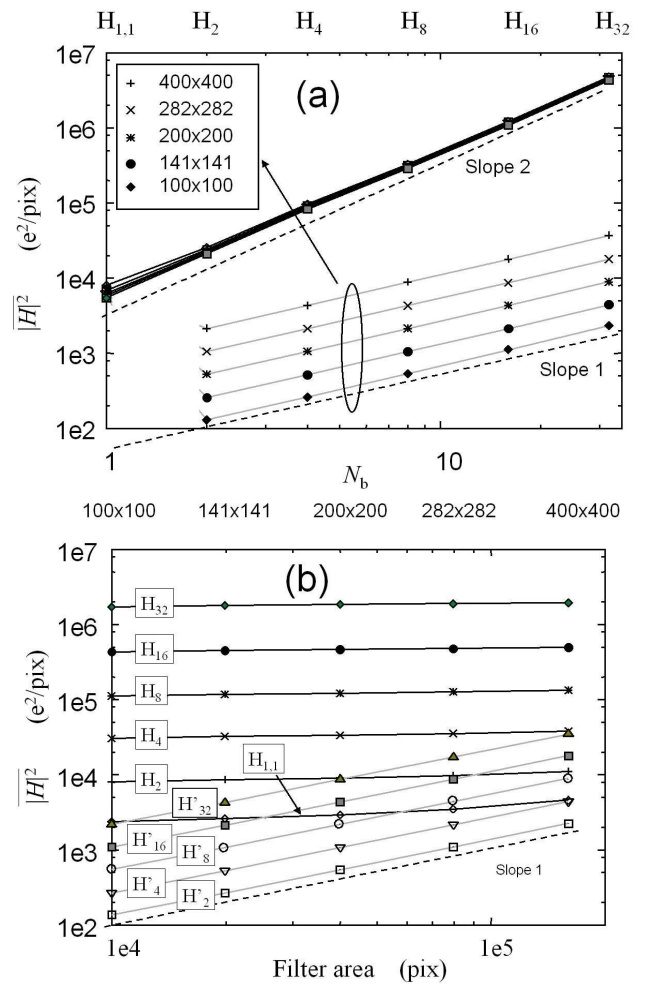 H1,1 H2 H4 H8 H16 H32
1e7
400x400
282x282
200x200
141x141
100x100
(a)
1e6
Slope 2
1e5
1e4
1e3
Slope 1
1e2
|H|² (e²/pix)
1 10
Nb
100x100 141x141 200x200 282x282 400x400
1e7
(b)
H32
1e6
H16
H8
1e5
H4
H1,1
1e4
H2
H'32
H'16
H'8
1e3
H'4
H'2
Slope 1
1e2
|H|² (e²/pix)
1e4 1e5
Filter area (pix)